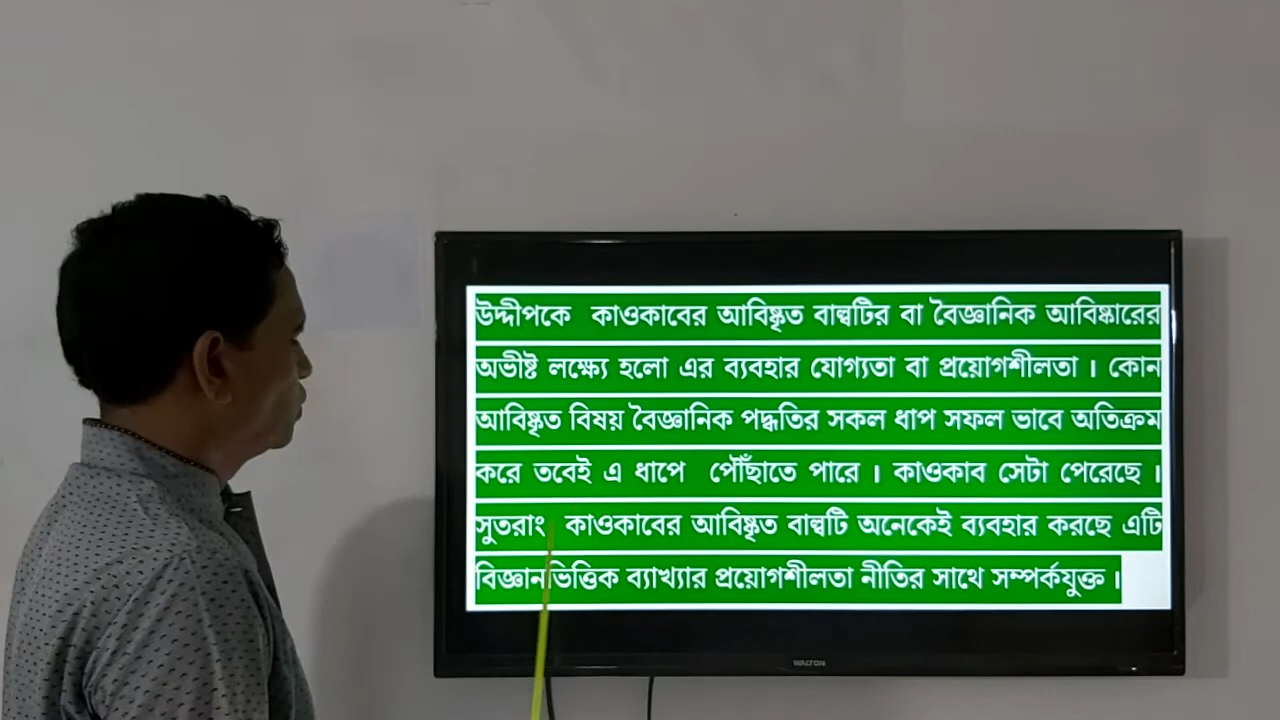 উদ্দীপকে কাওকাবের আবিষ্কৃত বাল্বটির বা বৈজ্ঞানিক আবিষ্কারের
অভীষ্ট লক্ষ্যে হলো এর ব্যবহার যোগ্যতা বা প্রয়োগশীলতা । কোন
আবিষ্কৃত বিষয় বৈজ্ঞানিক পদ্ধতির সকল ধাপ সফল ভাবে অতিক্রম
করে তবেই এ ধাপে পৌঁছাতে পারে । কাওকাব সেটা পেরেছে ।
সুতরাং কাওকাবের আবিষ্কৃত বাল্বটি অনেকেই ব্যবহার করছে এটি
বিজ্ঞানভিত্তিক ব্যাখ্যার প্রয়োগশীলতা নীতির সাথে সম্পর্কযুক্ত ।
WALTON